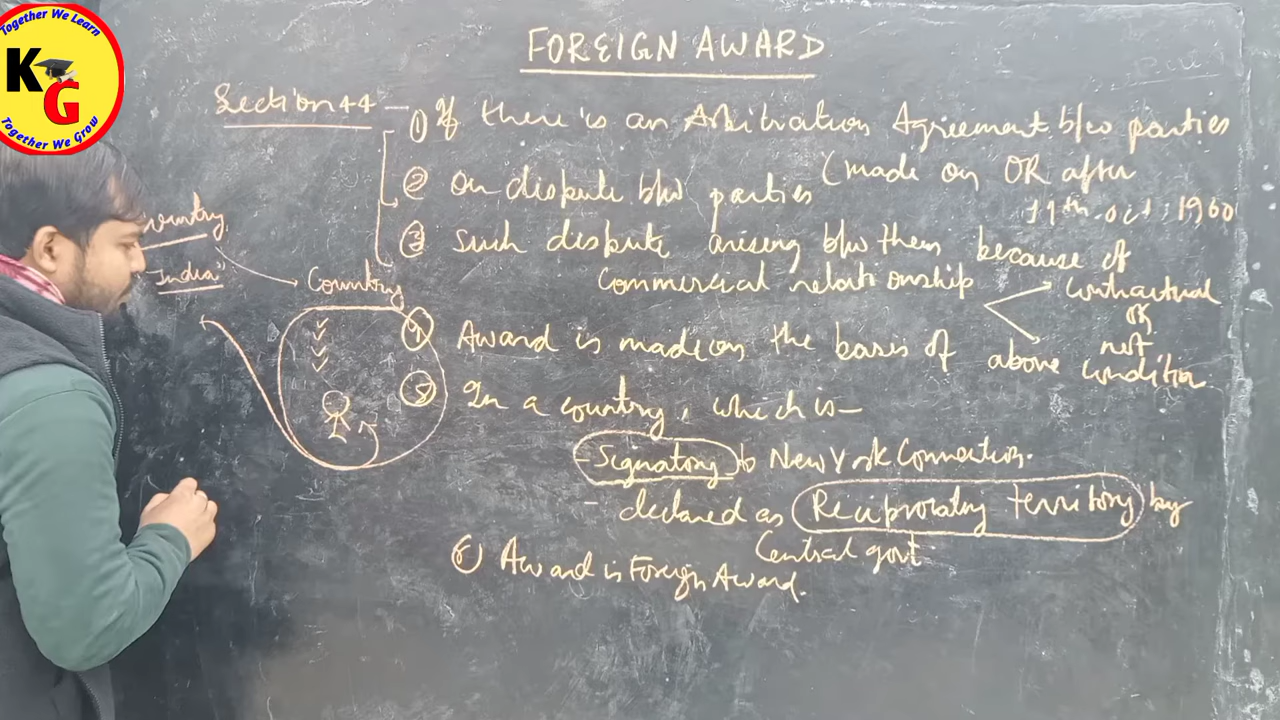 Together We Learn
KG
Together We Grow
FOREIGN AWARD
Section 44 – ① If there is an Arbitration Agreement b/w parties
(made on OR after
19th. oct. 1960
② On dispute b/w parties
③ Such dispute arising b/w them because of
Commercial relationship
Contractual
or
not
④ Award is made on the basis of above condition
⑤ In a country, which is –
- Signatory to New York Convention.
- declared as Reciprocating territory by
Central govt
⑥ Award is Foreign Award.
Country
India
Country